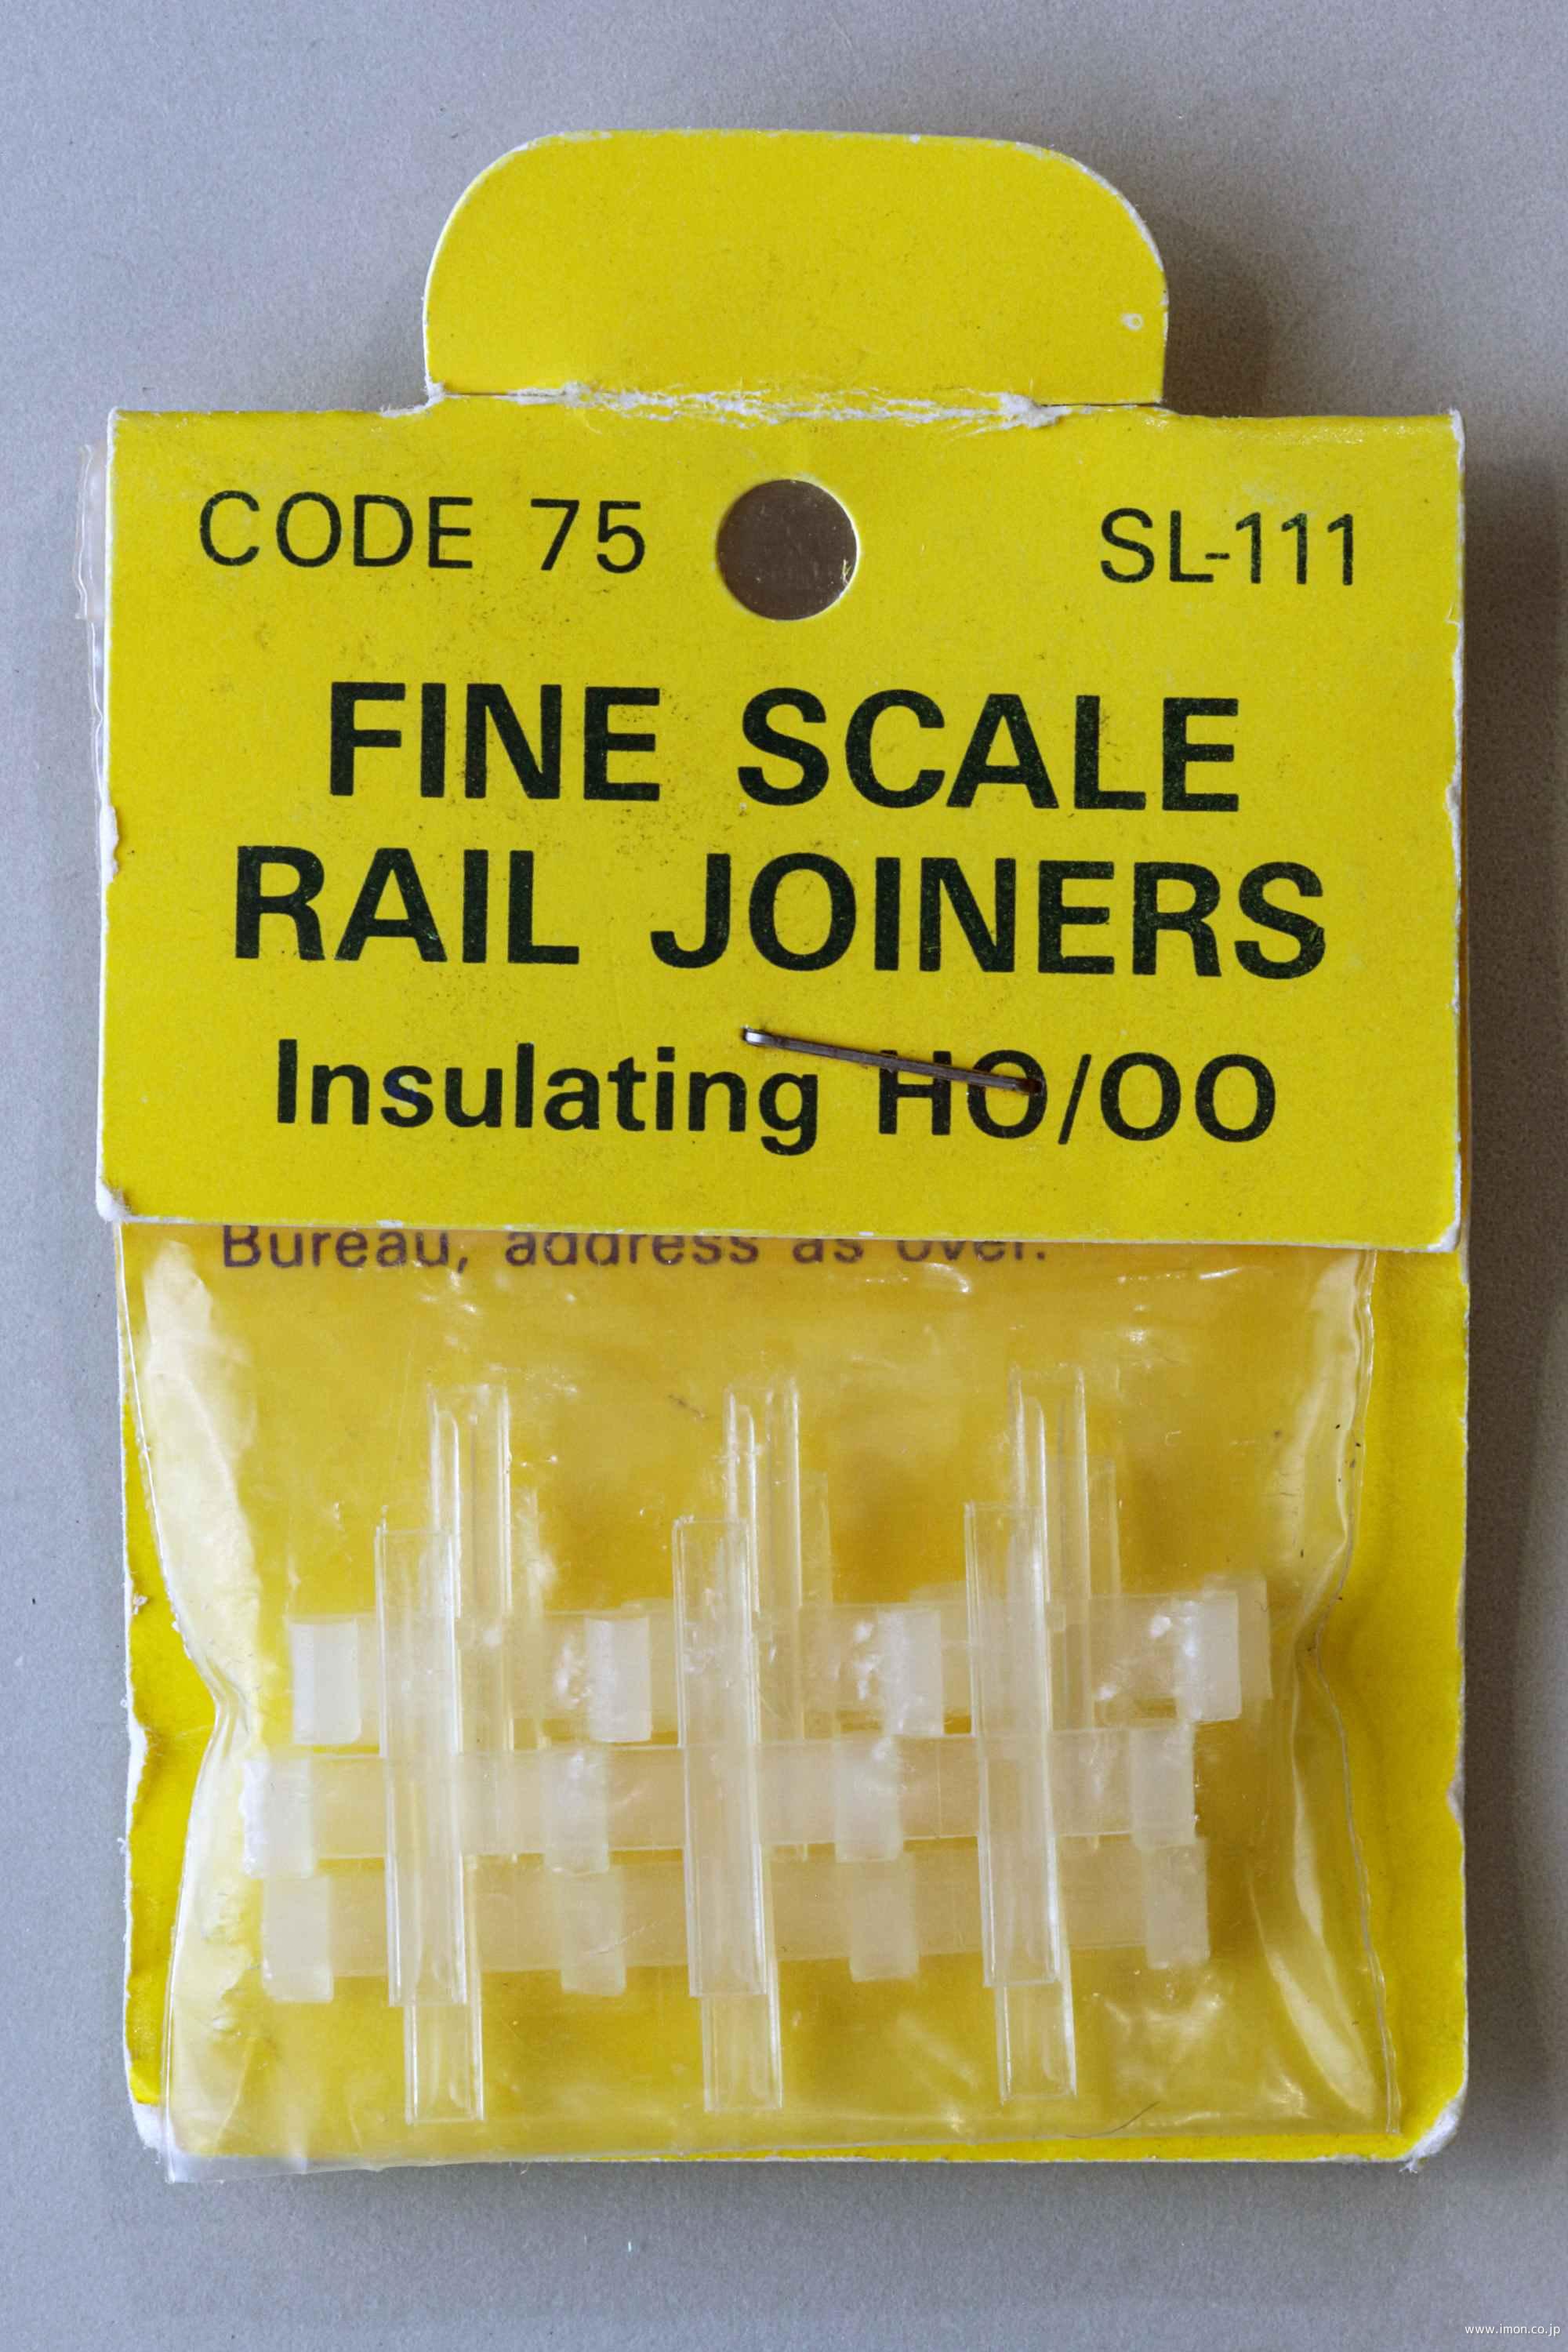 CODE 75
SL-111
FINE SCALE
RAIL JOINERS
Insulating HO/OO
Bureau, address as over.
www.imon.co.jp